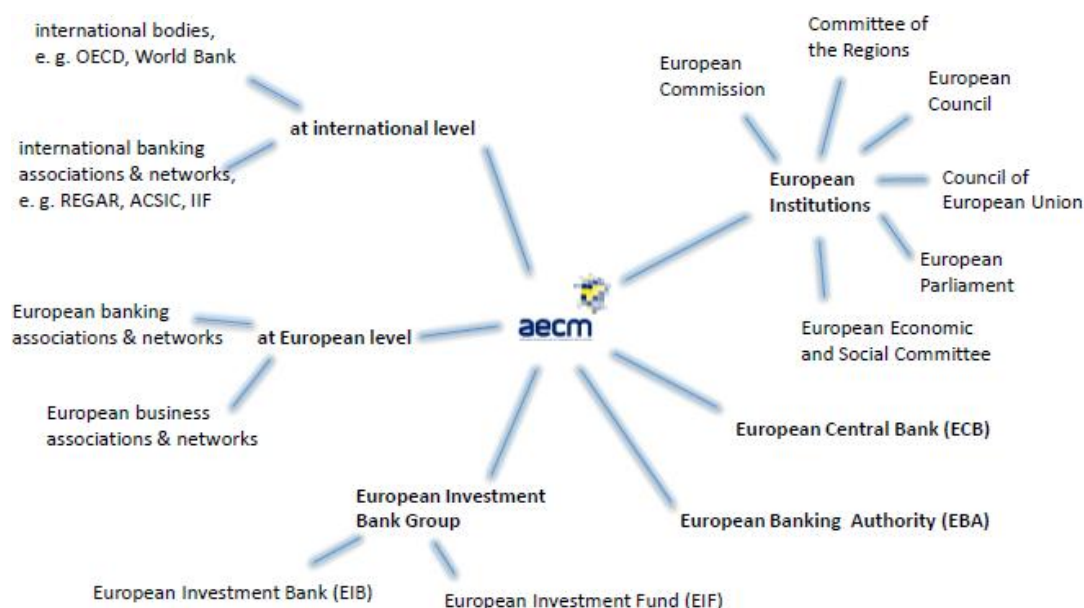 international bodies,
e. g. OECD, World Bank
at international level
international banking
associations & networks,
e. g. REGAR, ACSIC, IIF
Committee of
the Regions
European
Commission
European
Council
European
Institutions
Council of
European Union
European
Parliament
European Economic
and Social Committee
aecm
European banking
associations & networks
at European level
European business
associations & networks
European Central Bank (ECB)
European Investment
Bank Group
European Banking  Authority (EBA)
European Investment Bank (EIB)
European Investment Fund (EIF)